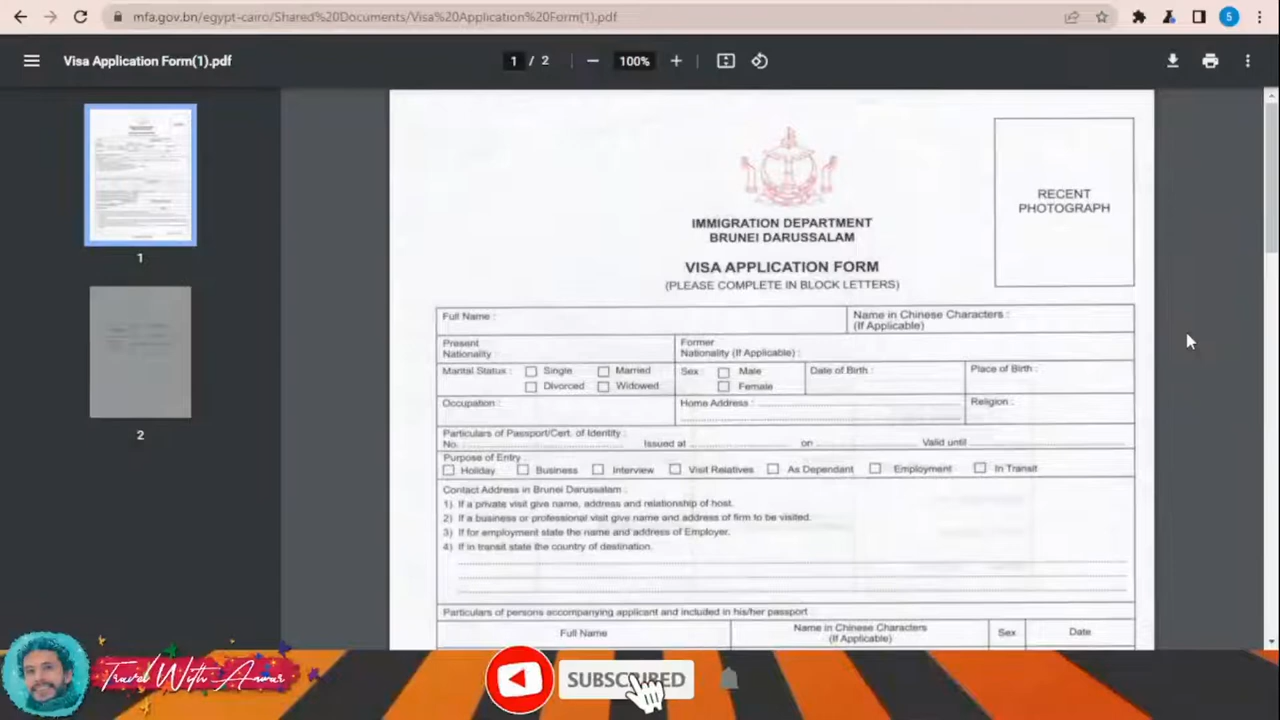 mfa.gov.bn/egypt-cairo/Shared%20Documents/Visa%20Application%20Form(1).pdf
5
Visa Application Form(1).pdf
1 / 2
100%
1
2
RECENT
PHOTOGRAPH
IMMIGRATION DEPARTMENT
BRUNEI DARUSSALAM
VISA APPLICATION FORM
(PLEASE COMPLETE IN BLOCK LETTERS)
Full Name :
Name in Chinese Characters :
(If Applicable)
Present
Nationality
Former
Nationality (If Applicable) :
Marital Status : Single Married
Divorced Widowed
Sex : Male
Female
Date of Birth :
Place of Birth :
Occupation :
Home Address :
Religion :
Particulars of Passport/Cert. of Identity :
No. Issued at on Valid until
Purpose of Entry
Holiday Business Interview Visit Relatives As Dependant Employment In Transit
Contact Address in Brunei Darussalam :
1) If a private visit give name, address and relationship of host.
2) If a business or professional visit give name and address of firm to be visited.
3) If for employment state the name and address of Employer.
4) If in transit state the country of destination.
Particulars of persons accompanying applicant and included in his/her passport
Full Name
Name in Chinese Characters
(If Applicable)
Sex
Date
Travel With Anwar
SUBSCRIBED